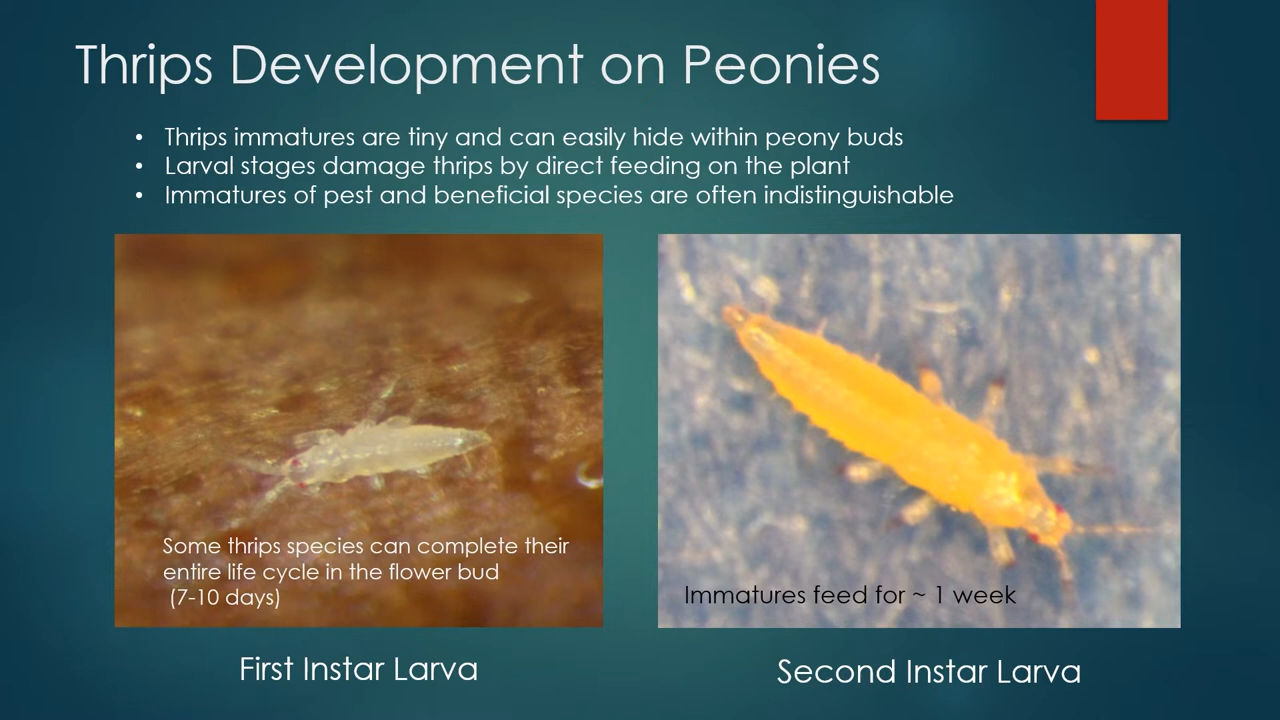 Thrips Development on Peonies
• Thrips immatures are tiny and can easily hide within peony buds
• Larval stages damage thrips by direct feeding on the plant
• Immatures of pest and beneficial species are often indistinguishable
Some thrips species can complete their
entire life cycle in the flower bud
(7-10 days)
Immatures feed for ~ 1 week
First Instar Larva
Second Instar Larva